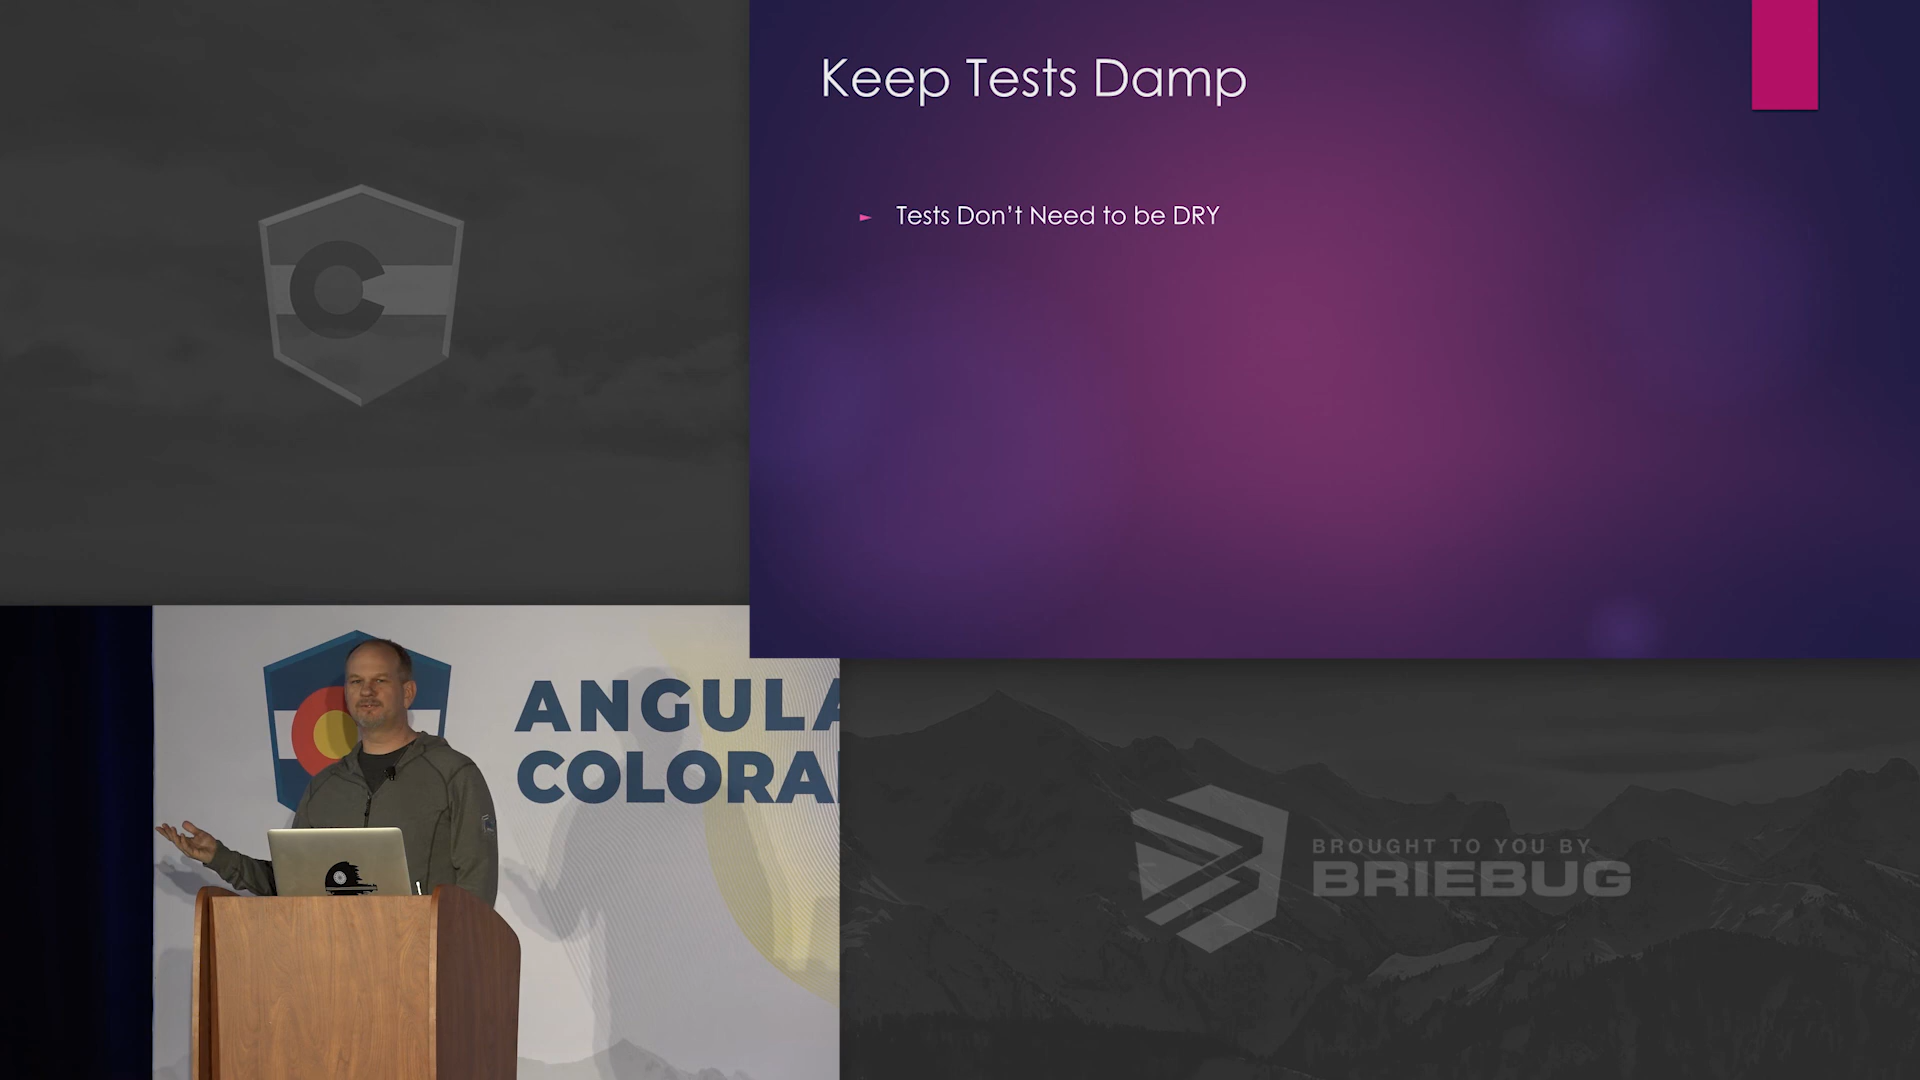 Keep Tests Damp
Tests Don't Need to be DRY
ANGULA
COLORA
BROUGHT TO YOU BY
BRIEBUG